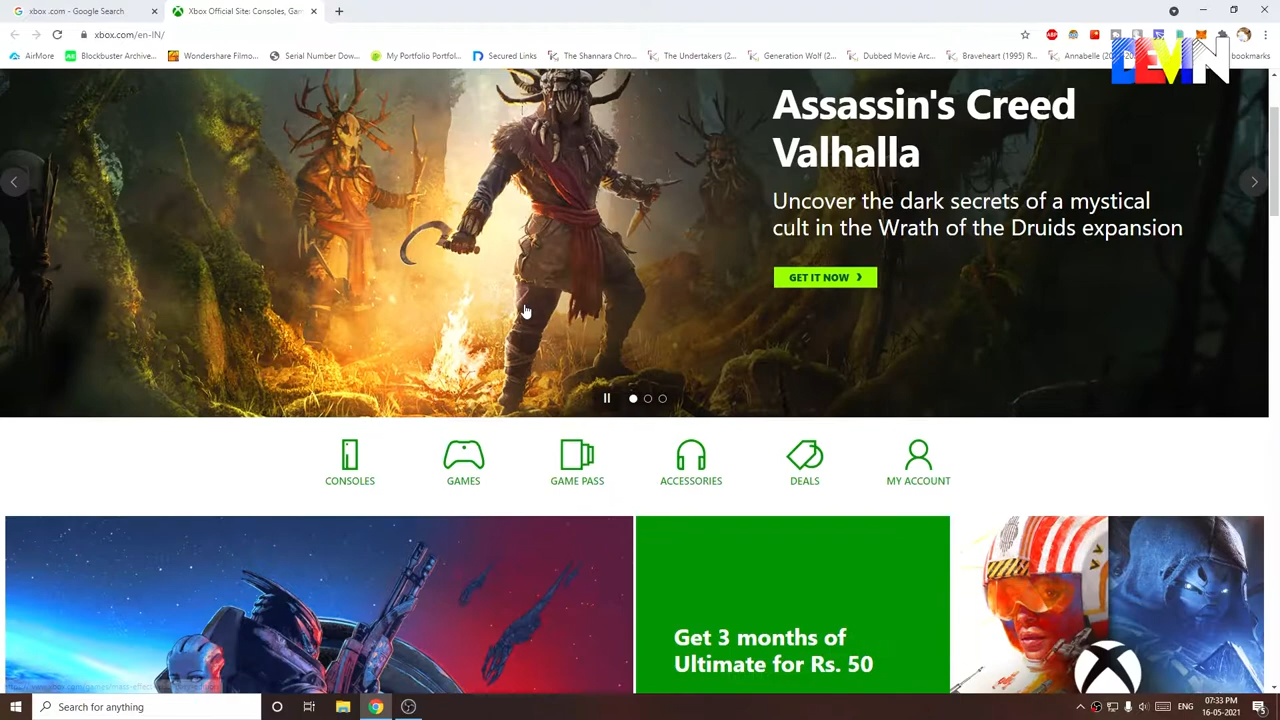 xbox .com - Google Search
Xbox Official Site: Consoles, Gam
xbox.com/en-IN/
AirMore
Blockbuster Archive...
Wondershare Filmo...
Serial Number Dow...
My Portfolio Portfol...
Secured Links
The Shannara Chro...
The Undertakers (2...
Generation Wolf (2...
Dubbed Movie Arc...
Braveheart (1995) R...
Annabelle (20
bookmarks
LEVIN
Assassin's Creed
Valhalla
Uncover the dark secrets of a mystical
cult in the Wrath of the Druids expansion
GET IT NOW
CONSOLES
GAMES
GAME PASS
ACCESSORIES
DEALS
MY ACCOUNT
Get 3 months of
Ultimate for Rs. 50
Search for anything
07:33 PM
16-05-2021